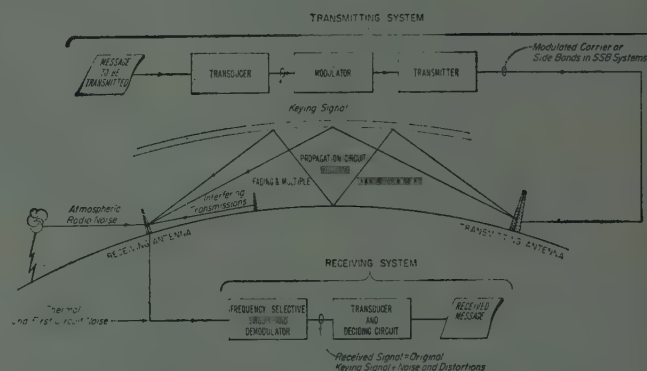 TRANSMITTING SYSTEM
MESSAGE
TO BE
TRANSMITTED
TRANSDUCER
MODULATOR
TRANSMITTER
Modulated Carrier or
Side Bands in SSB Systems
Keying Signal
PROPAGATION CIRCUIT
FADING & MULTIPLE
Interfering
Transmissions
Atmospheric
Radio Noise
RECEIVING ANTENNA
TRANSMITTING ANTENNA
RECEIVING SYSTEM
Thermal
and First Circuit Noise
FREQUENCY SELECTIVE
DEMODULATOR
TRANSDUCER
AND
DECIDING CIRCUIT
RECEIVED
MESSAGE
Received Signal = Original
Keying Signal + Noise and Distortions